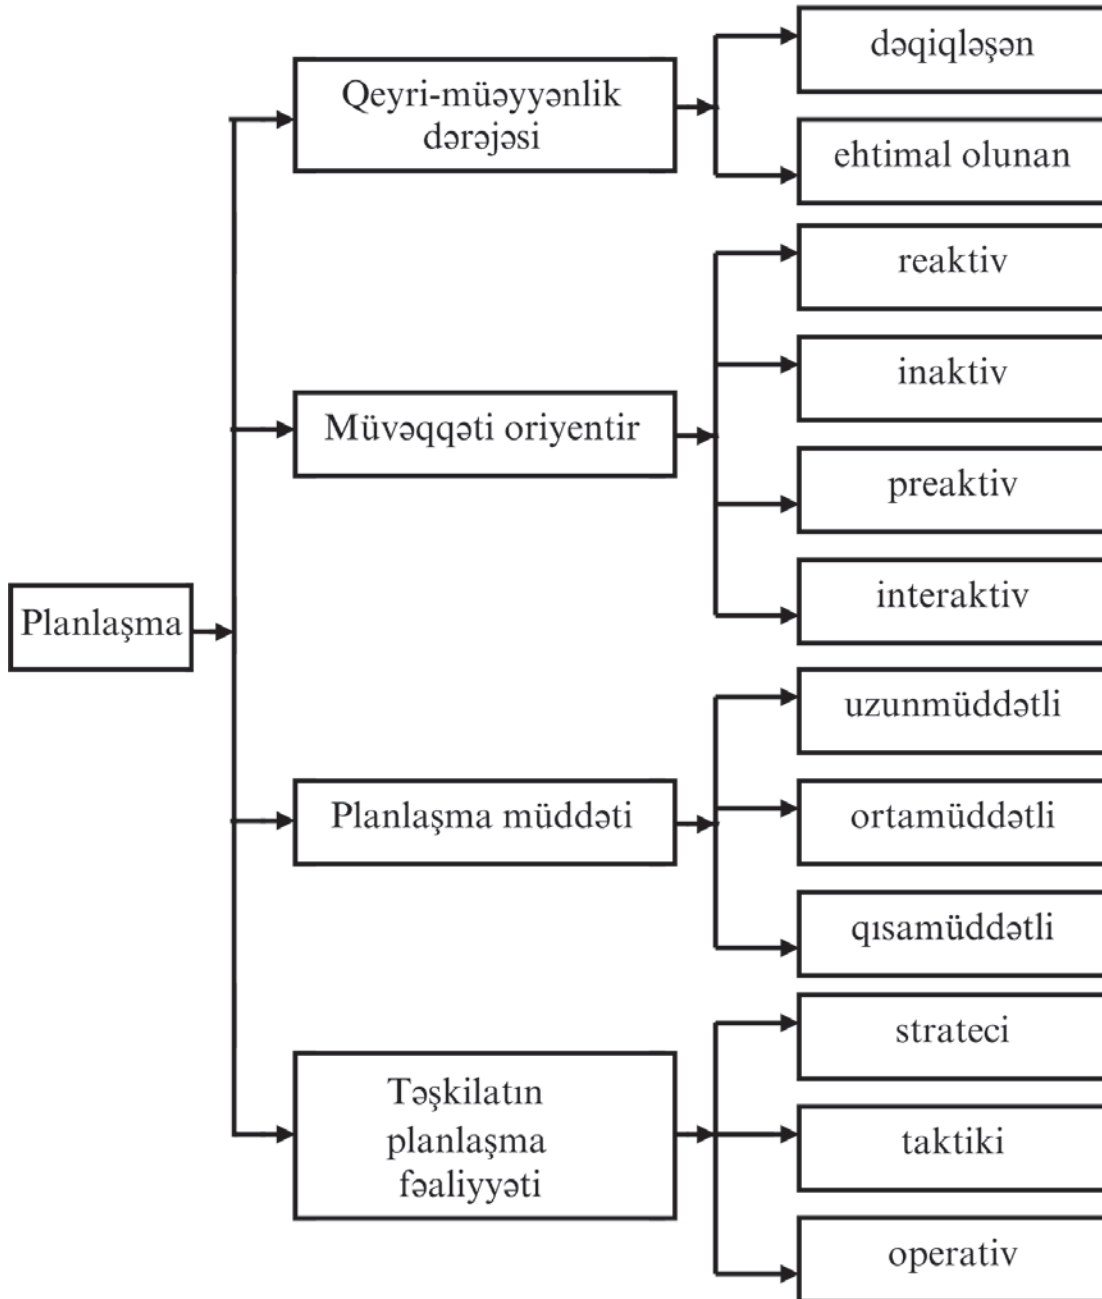 Planlaşma
Qeyri-müəyyənlik
dərəjəsi
dəqiqləşən
ehtimal olunan
Müvəqqəti oriyentir
reaktiv
inaktiv
preaktiv
interaktiv
Planlaşma müddəti
uzunmüddətli
ortamüddətli
qısamüddətli
Təşkilatın
planlaşma
fəaliyyəti
strateci
taktiki
operativ